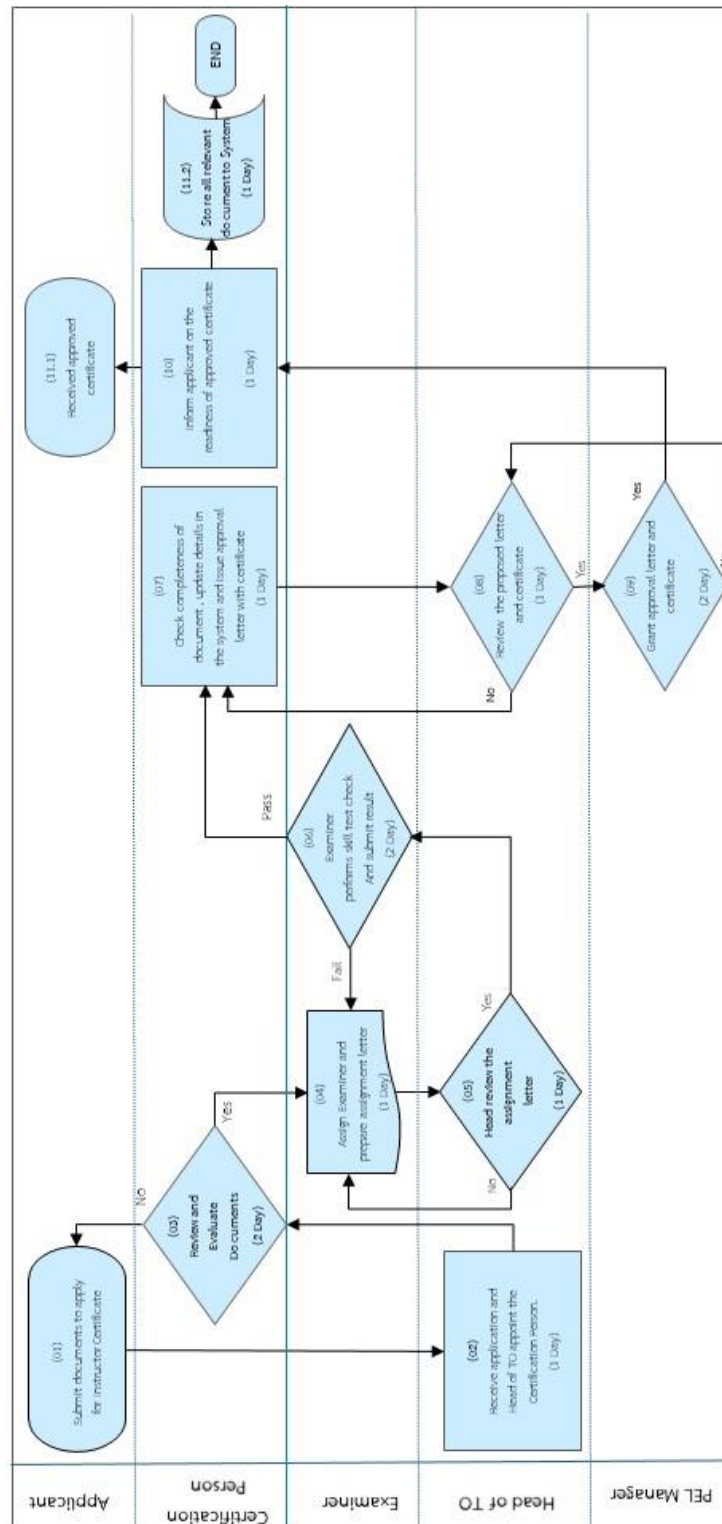 Applicant
Certification
Person
Examiner
Head of TO
PEL Manager
(01)
Submit documents to apply
for Instructor Certificate
(02)
Receive application and
Head of TO appoint the
Certification Person.
(1 Day)
(03)
Review and
Evaluate
Documents
(2 Day)
No
Yes
(04)
Assign Examiner and
prepare assignment letter
(1 Day)
(05)
Head review the
assignment
letter
(1 Day)
No
Yes
(06)
Examiner
performs skill test check
And submit result
(2 Day)
Fail
Pass
(07)
Check completeness of
document , update details in
the system and issue approval
letter with certificate
(1 Day)
(08)
Review the proposed letter
and certificate
(1 Day)
No
Yes
(09)
Grant approval letter and
certificate
(2 Day)
Yes
(10)
inform applicant on the
readiness of approved certificate
(1 Day)
(11.1)
Received approved
certificate
(11.2)
Store all relevant
document to System
(1 Day)
END